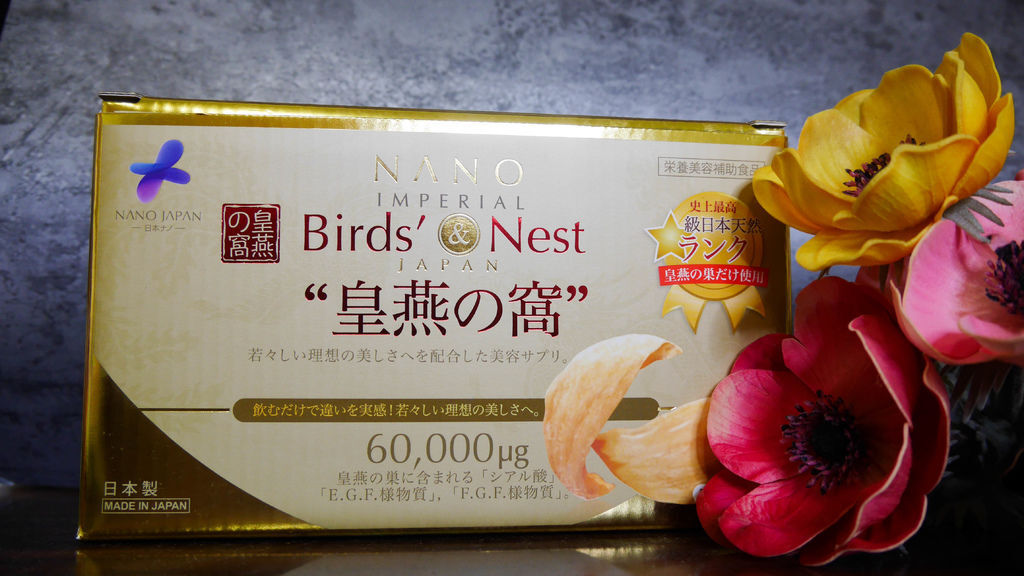 NANO
IMPERIAL
Birds' & Nest
JAPAN
“皇燕の窩”
若々しい理想の美しさへを配合した美容サプリ。
飲むだけで違いを実感！若々しい理想の美しさへ。
60,000μg
皇燕の巣に含まれる「シアル酸」
「E.G.F.様物質」，「F.G.F.様物質」。
NANO JAPAN
日本ナノ
皇燕の窩
栄養美容補助食品
史上最高
級日本天然
ランク
皇燕の巣だけ使用
日本製
MADE IN JAPAN